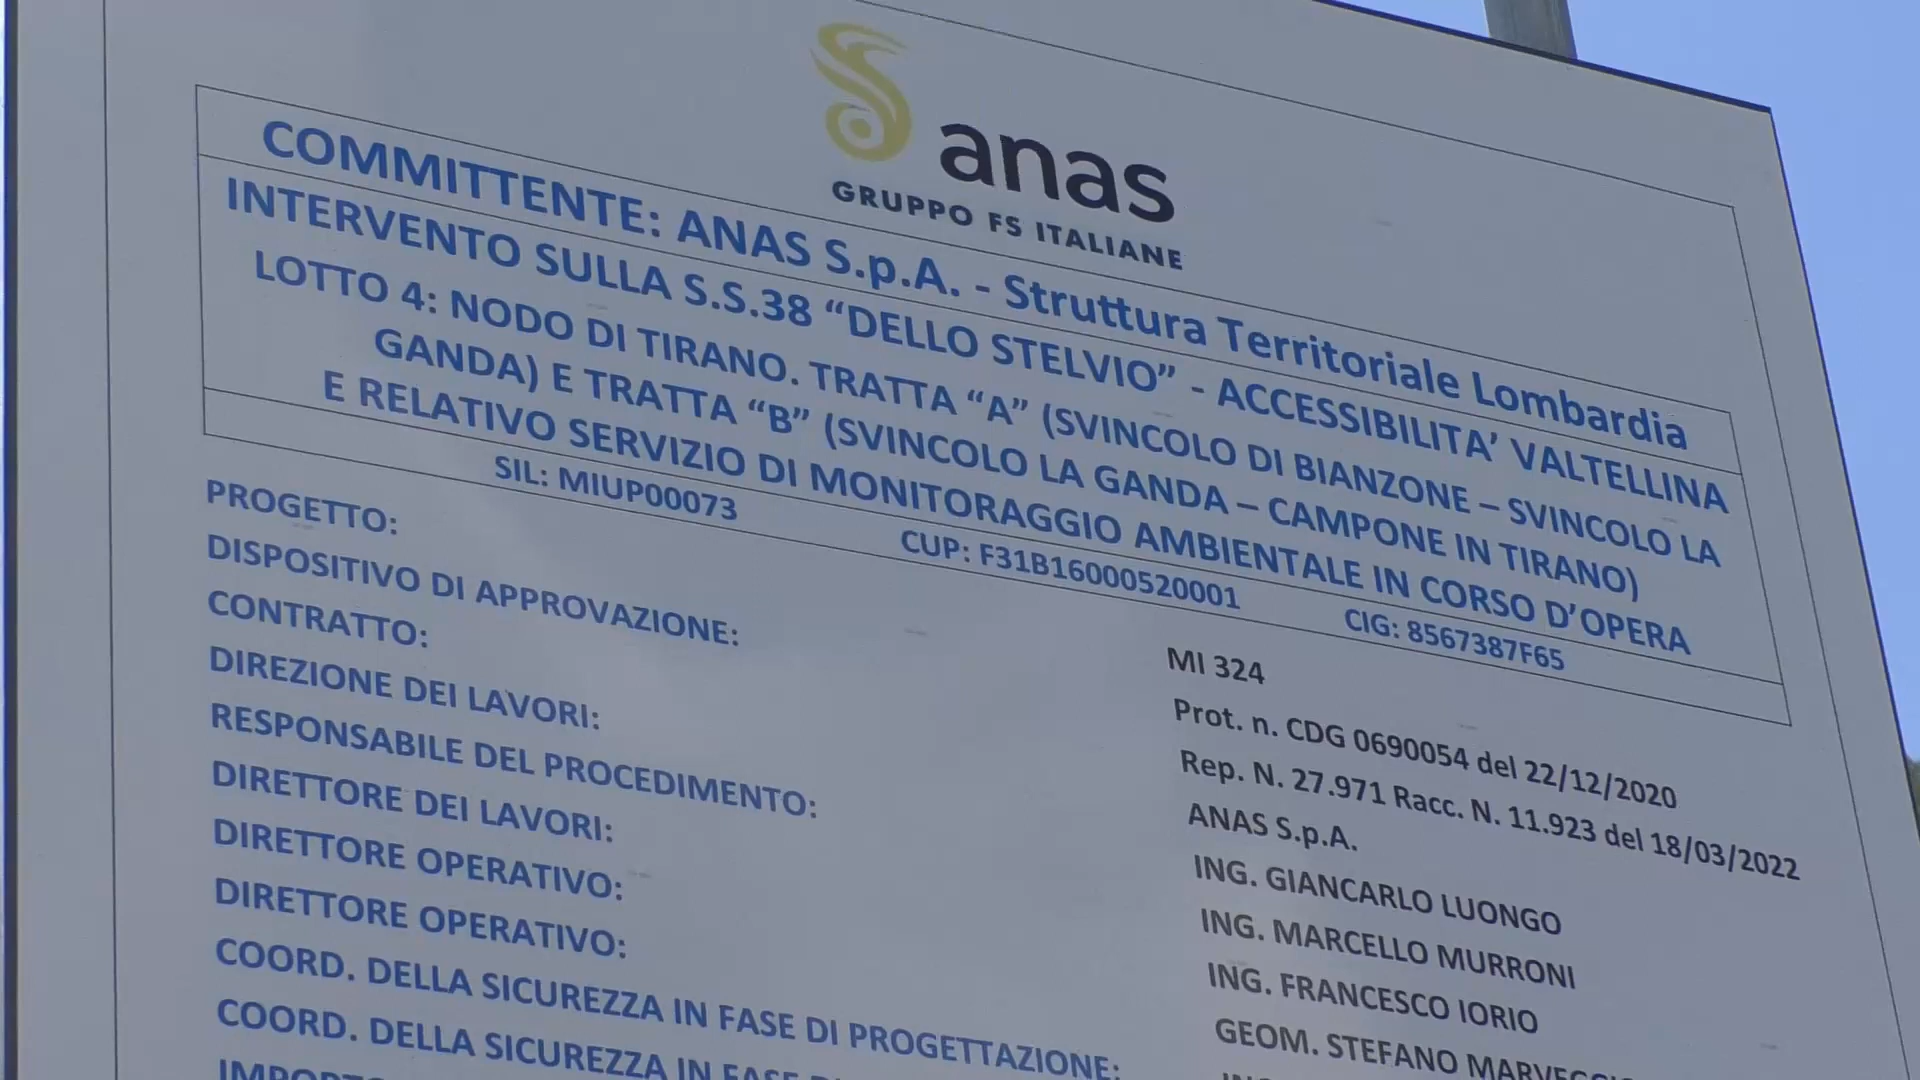 anas
GRUPPO FS ITALIANE
COMMITTENTE: ANAS S.p.A. - Struttura Territoriale Lombardia
INTERVENTO SULLA S.S.38 “DELLO STELVIO” - ACCESSIBILITA’ VALTELLINA
LOTTO 4: NODO DI TIRANO. TRATTA “A” (SVINCOLO DI BIANZONE – SVINCOLO LA
GANDA) E TRATTA “B” (SVINCOLO LA GANDA – CAMPONE IN TIRANO)
E RELATIVO SERVIZIO DI MONITORAGGIO AMBIENTALE IN CORSO D’OPERA
SIL: MIUP00073 CUP: F31B16000520001 CIG: 8567387F65
PROGETTO: MI 324
DISPOSITIVO DI APPROVAZIONE: Prot. n. CDG 0690054 del 22/12/2020
CONTRATTO: Rep. N. 27.971 Racc. N. 11.923 del 18/03/2022
DIREZIONE DEI LAVORI: ANAS S.p.A.
RESPONSABILE DEL PROCEDIMENTO: ING. GIANCARLO LUONGO
DIRETTORE DEI LAVORI: ING. MARCELLO MURRONI
DIRETTORE OPERATIVO: ING. FRANCESCO IORIO
DIRETTORE OPERATIVO: GEOM. STEFANO
COORD. DELLA SICUREZZA IN FASE DI PROGETTAZIONE:
COORD. DELLA SICUREZZA IN FASE